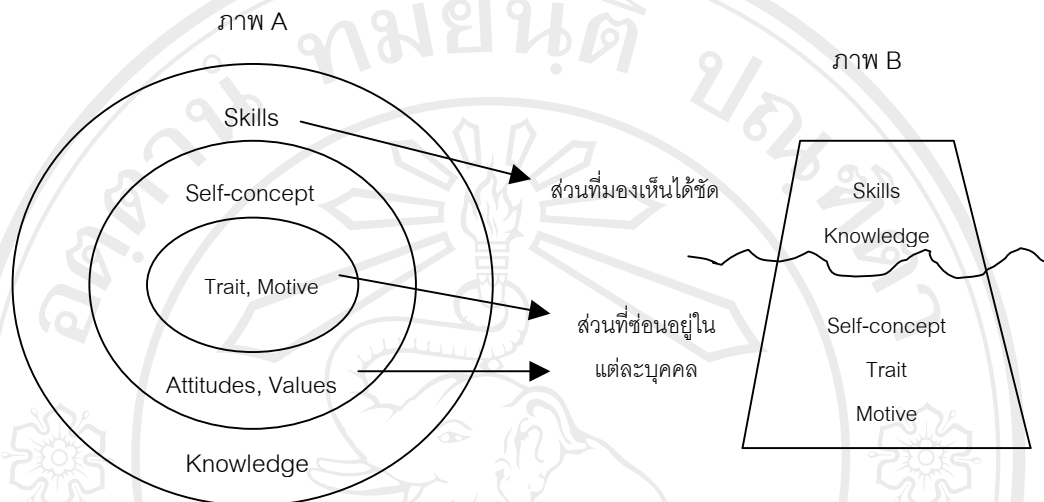 ภาพ A
Skills
Self-concept
Trait, Motive
Attitudes, Values
Knowledge
ส่วนที่มองเห็นได้ชัด
ส่วนที่ซ่อนอยู่ใน
แต่ละบุคคล
ภาพ B
Skills
Knowledge
Self-concept
Trait
Motive